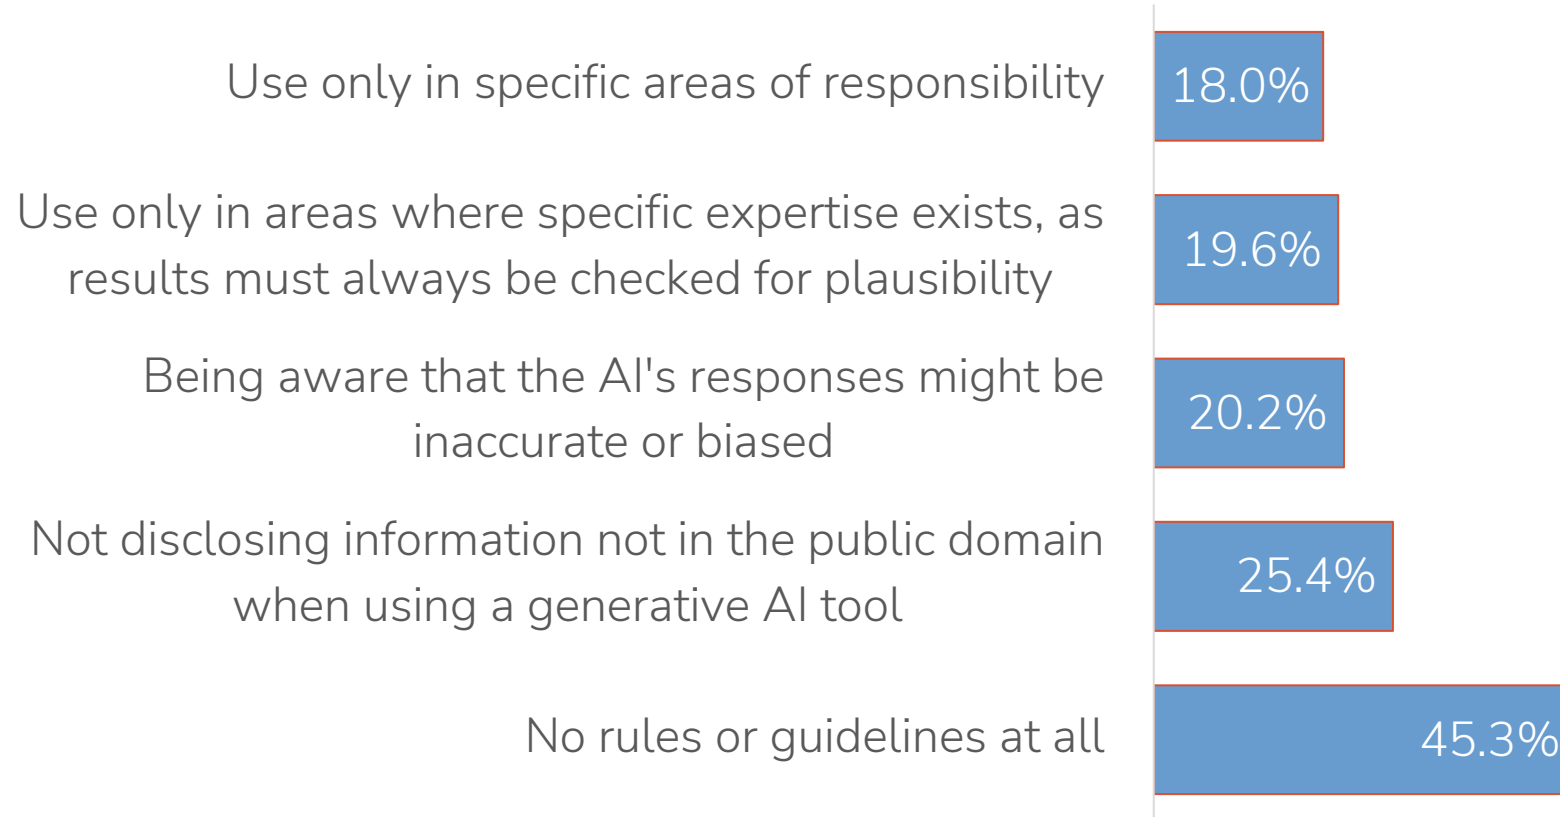 Use only in specific areas of responsibility
18.0%
Use only in areas where specific expertise exists, as
results must always be checked for plausibility
19.6%
Being aware that the AI's responses might be
inaccurate or biased
20.2%
Not disclosing information not in the public domain
when using a generative AI tool
25.4%
No rules or guidelines at all
45.3%